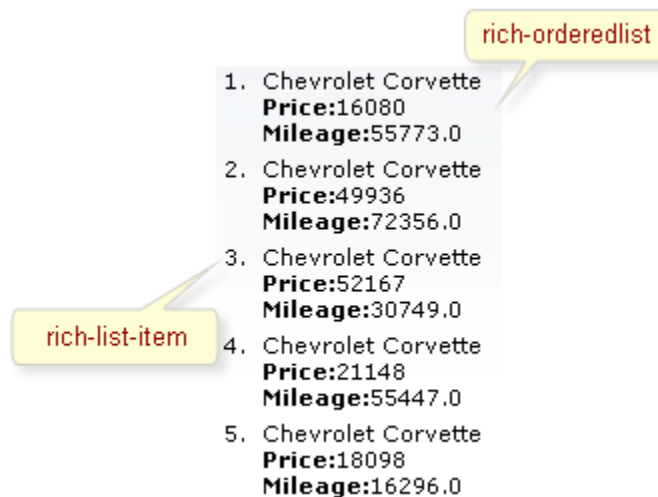 rich-orderedlist
1. Chevrolet Corvette
Price:16080
Mileage:55773.0
2. Chevrolet Corvette
Price:49936
Mileage:72356.0
3. Chevrolet Corvette
Price:52167
Mileage:30749.0
rich-list-item
4. Chevrolet Corvette
Price:21148
Mileage:55447.0
5. Chevrolet Corvette
Price:18098
Mileage:16296.0